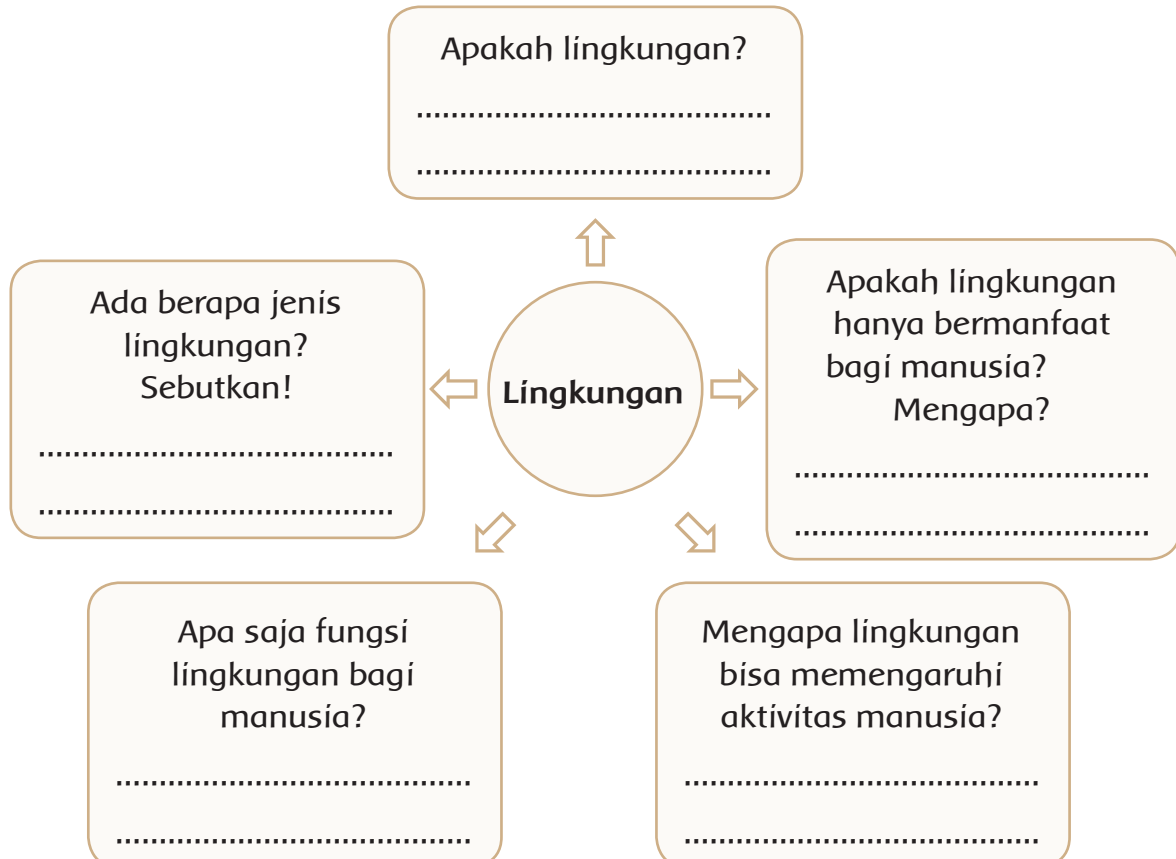 Apakah lingkungan?
.........................................
.........................................
Ada berapa jenis
lingkungan?
Sebutkan!
.........................................
.........................................
Lingkungan
Apakah lingkungan
hanya bermanfaat
bagi manusia?
Mengapa?
.........................................
.........................................
Apa saja fungsi
lingkungan bagi
manusia?
.........................................
.........................................
Mengapa lingkungan
bisa memengaruhi
aktivitas manusia?
.........................................
.........................................